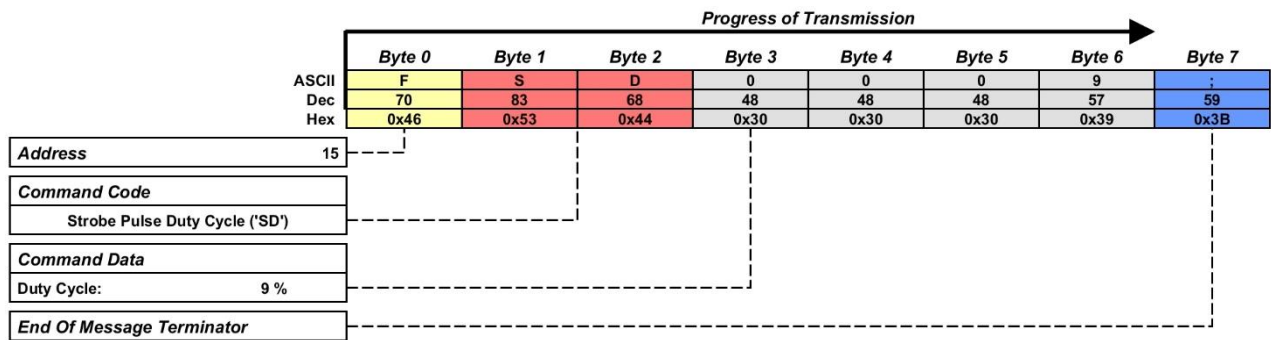 Progress of Transmission
Byte 0 Byte 1 Byte 2 Byte 3 Byte 4 Byte 5 Byte 6 Byte 7
ASCII F S D 0 0 0 9 ;
Dec 70 83 68 48 48 48 57 59
Hex 0x46 0x53 0x44 0x30 0x30 0x30 0x39 0x3B
Address 15
Command Code
Strobe Pulse Duty Cycle ('SD')
Command Data
Duty Cycle: 9 %
End Of Message Terminator